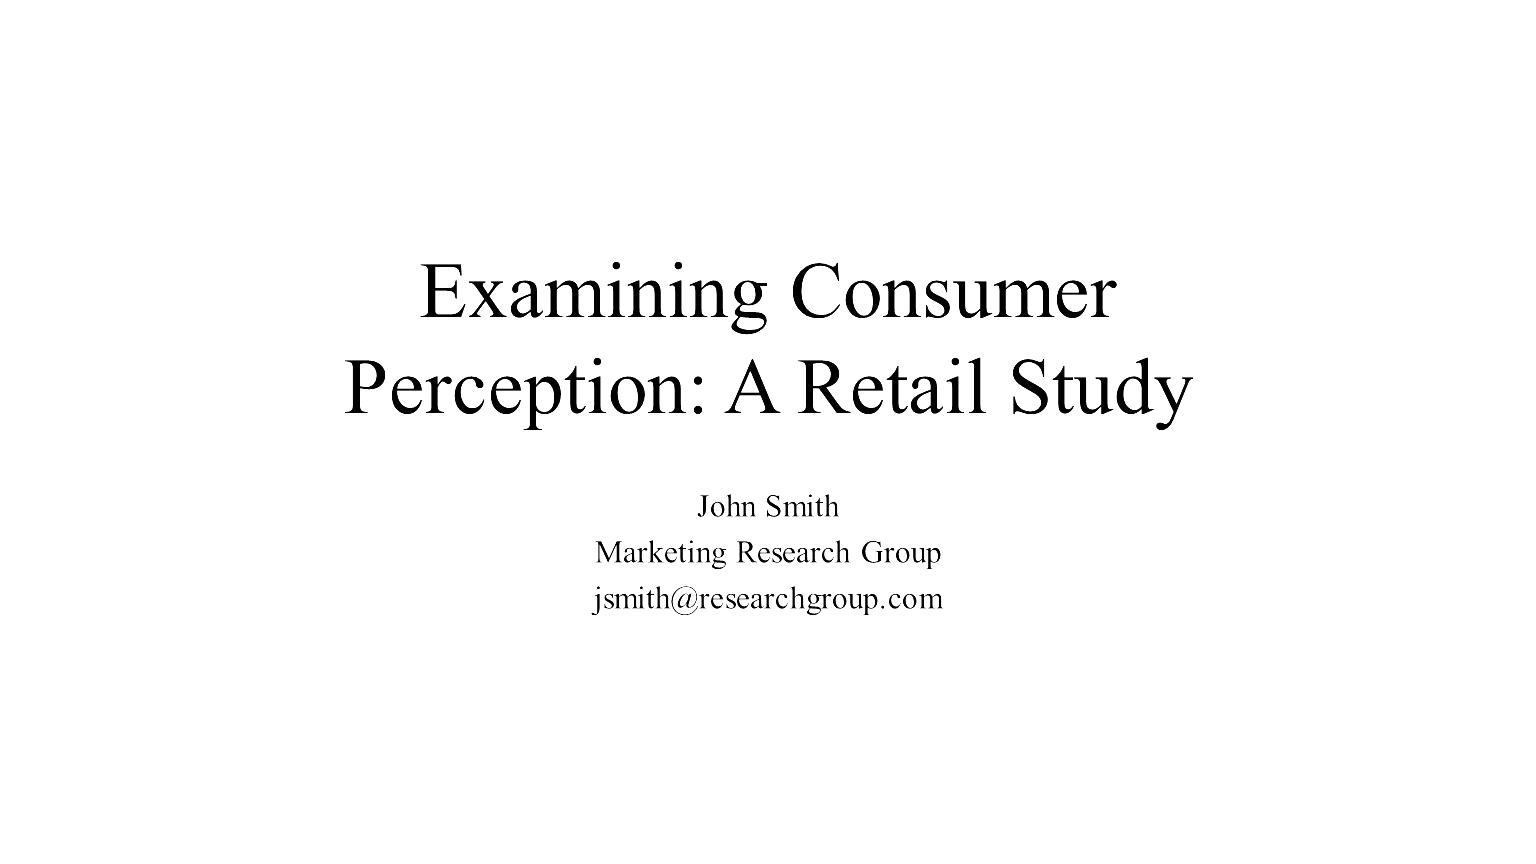 Examining Consumer
Perception: A Retail Study
John Smith
Marketing Research Group
jsmith@researchgroup.com